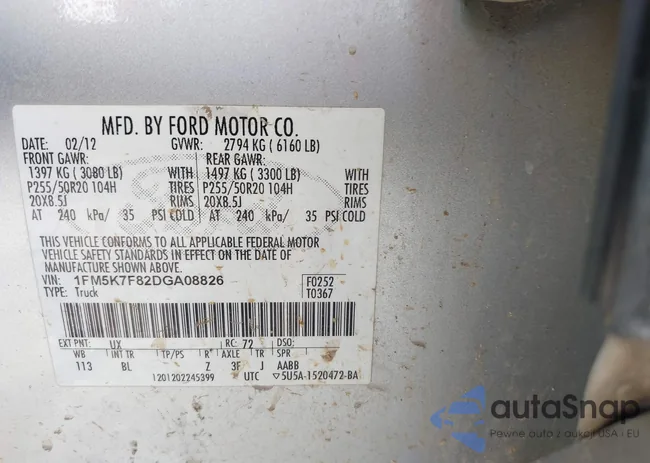 MFD. BY FORD MOTOR CO.
DATE: 02/12 GVWR: 2794 KG ( 6160 LB)
FRONT GAWR: REAR GAWR:
1397 KG ( 3080 LB) WITH 1497 KG ( 3300 LB) WITH
P255/50R20 104H TIRES P255/50R20 104H TIRES
20X8.5J RIMS 20X8.5J RIMS
AT 240 kPa/ 35 PSI COLD AT 240 kPa/ 35 PSI COLD
THIS VEHICLE CONFORMS TO ALL APPLICABLE FEDERAL MOTOR
VEHICLE SAFETY STANDARDS IN EFFECT ON THE DATE OF
MANUFACTURE SHOWN ABOVE.
VIN: 1FM5K7F82DGA08826 F0252
TYPE: Truck T0367
EXT PNT: UX RC: 72 DSO:
WB INT TR TP/PS R AXLE TR SPR
113 BL Z 3F J AABB
1201202245399 UTC ▽5U5A-1520472-BA
autaSnap
Pewne auta z aukcji USA i EU